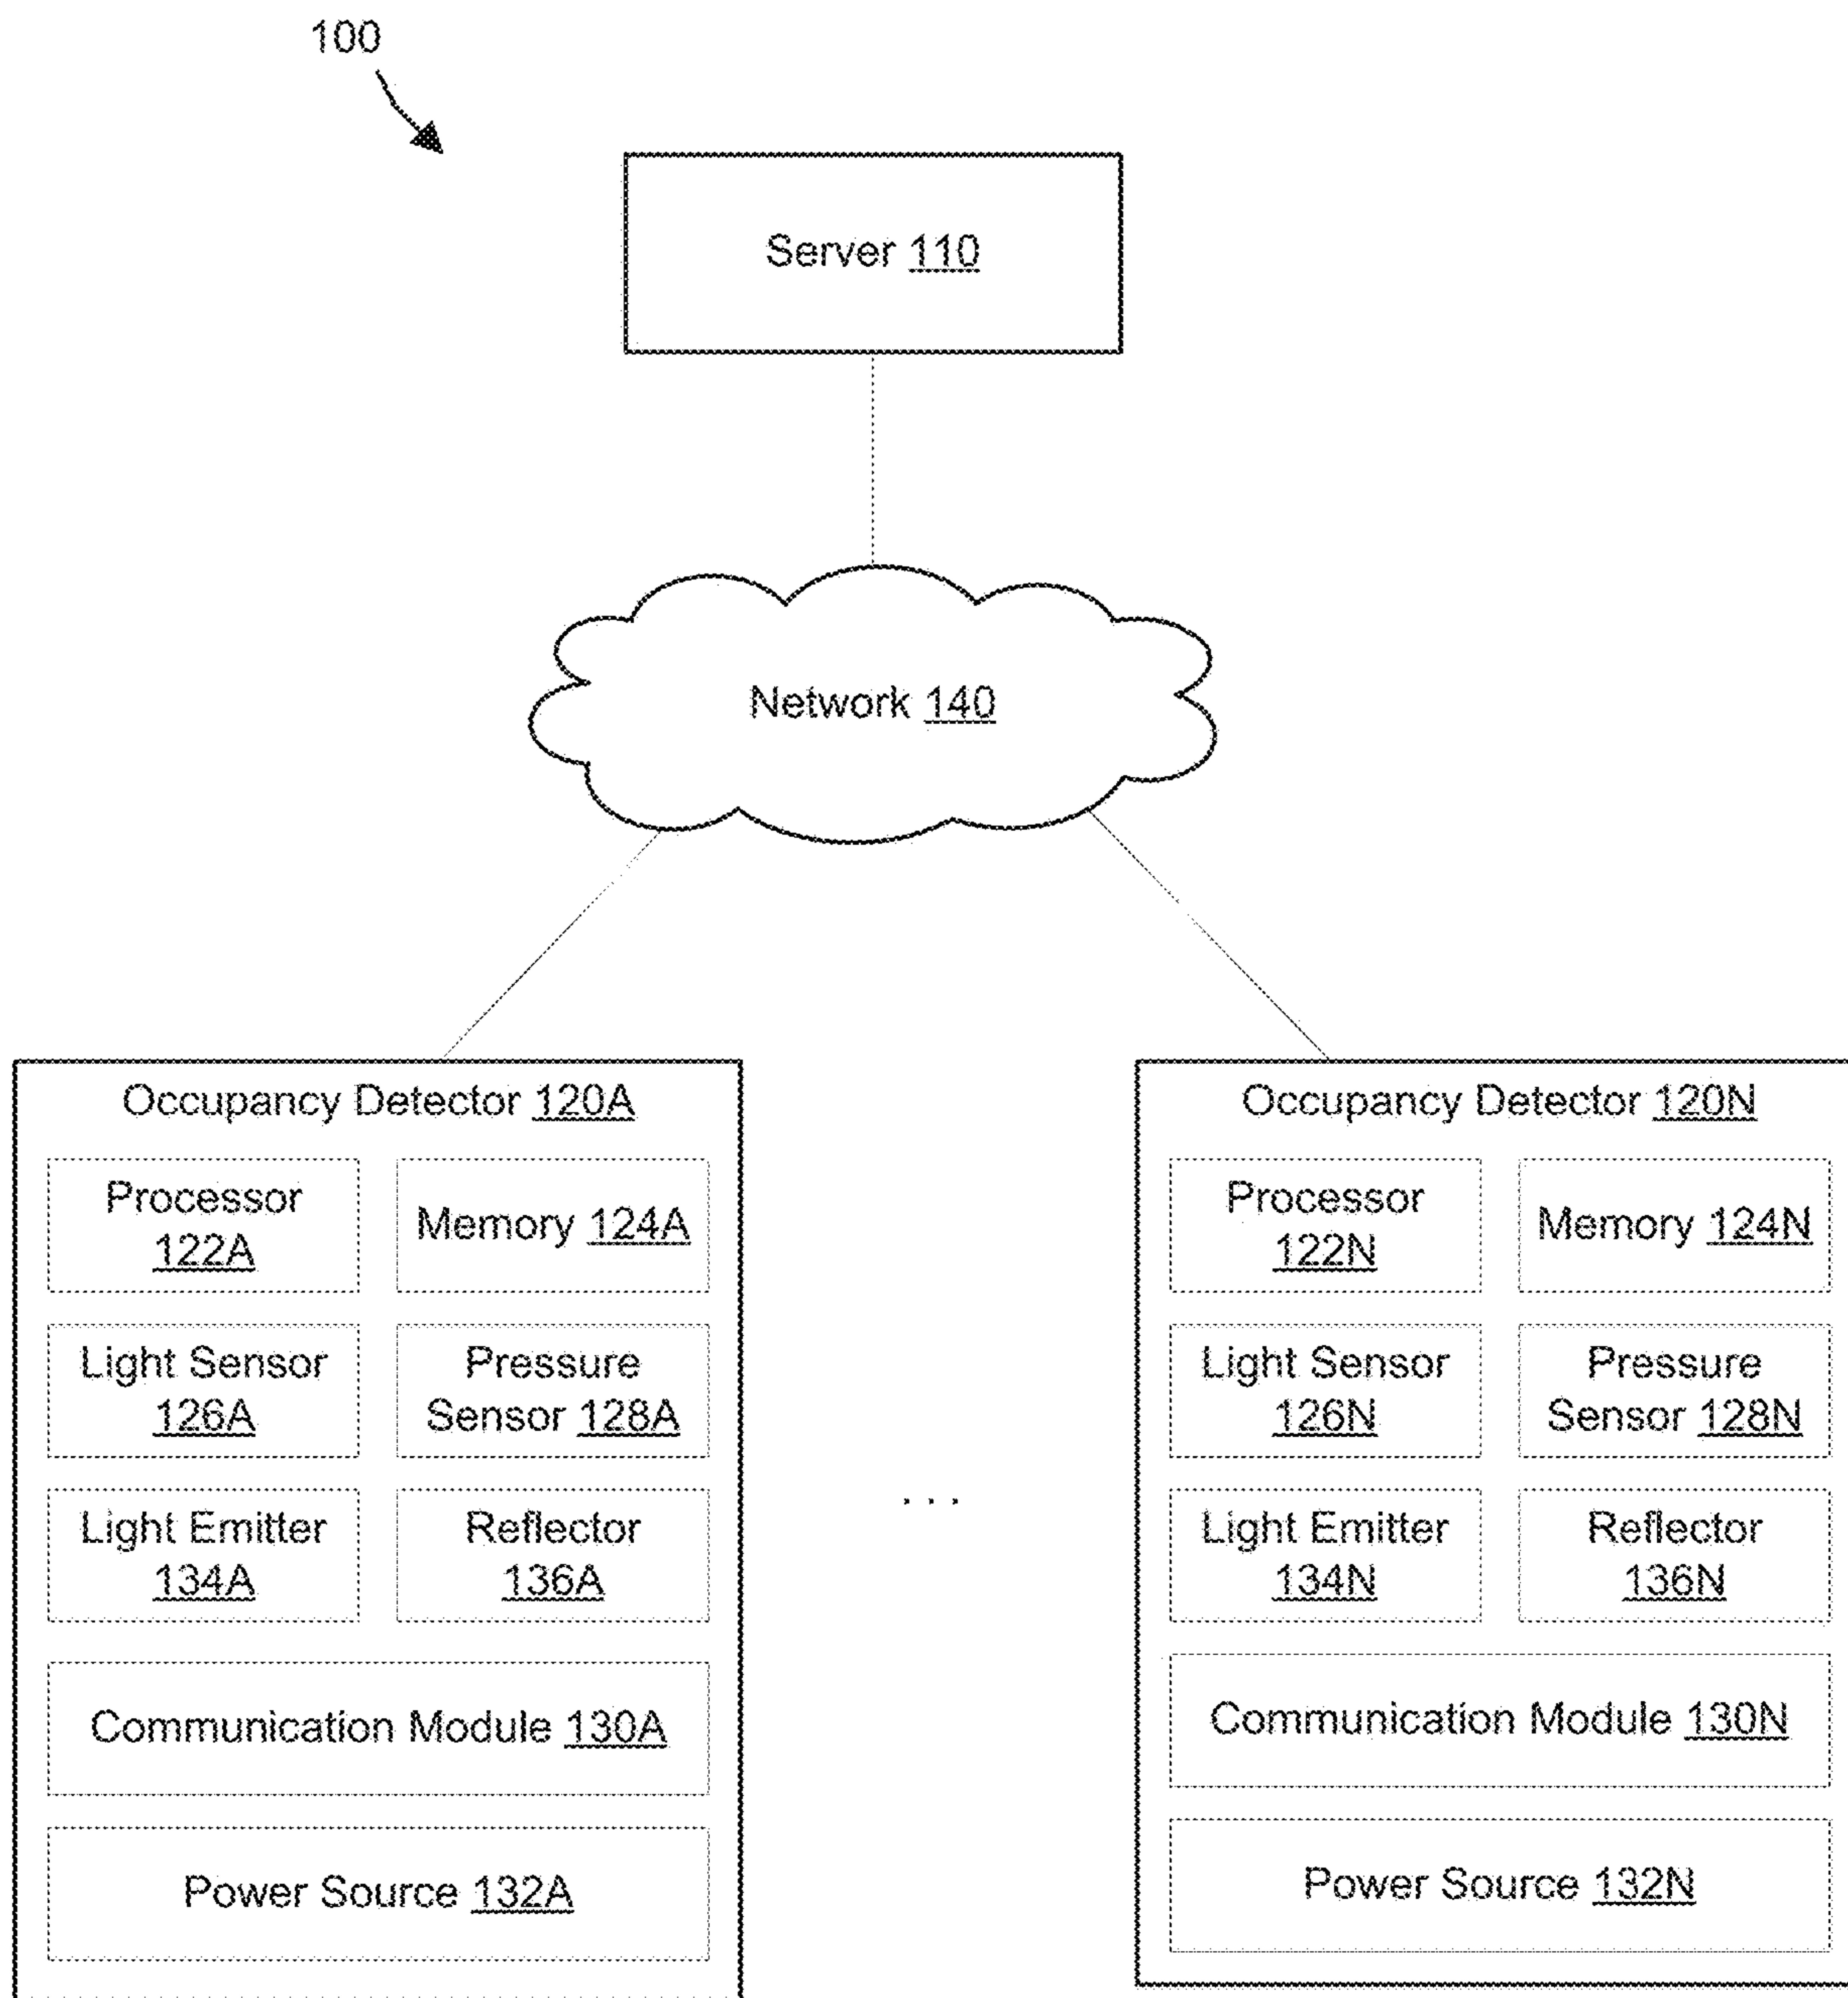 100
Server 110
Network 140
Occupancy Detector 120A
Processor
122A
Memory 124A
Light Sensor
126A
Pressure
Sensor 128A
Light Emitter
134A
Reflector
136A
Communication Module 130A
Power Source 132A
. . .
Occupancy Detector 120N
Processor
122N
Memory 124N
Light Sensor
126N
Pressure
Sensor 128N
Light Emitter
134N
Reflector
136N
Communication Module 130N
Power Source 132N